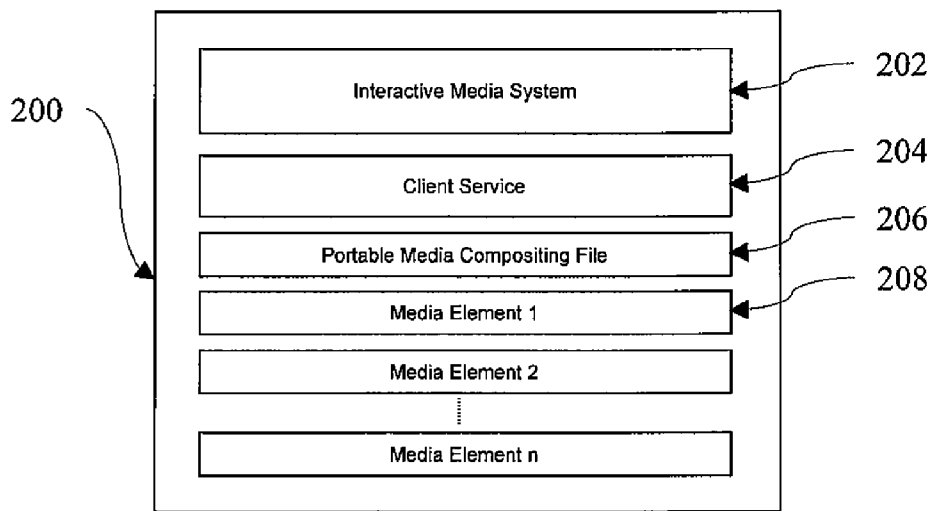 200
Interactive Media System
202
Client Service
204
Portable Media Compositing File
206
Media Element 1
208
Media Element 2
Media Element n